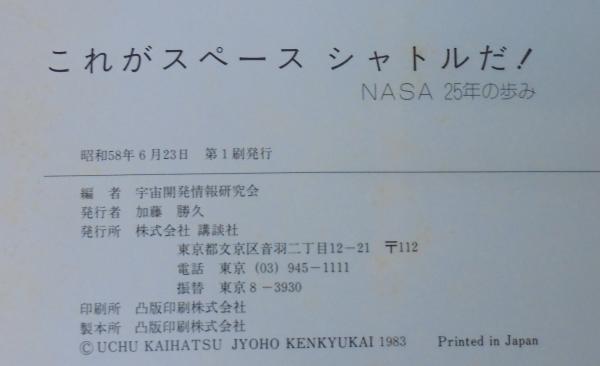 これがスペース シャトルだ!
NASA 25年の歩み
昭和58年6月23日 第1刷発行
編 者 宇宙開発情報研究会
発行者 加藤 勝久
発行所 株式会社 講談社
東京都文京区音羽二丁目12−21 〒112
電話 東京 (03) 945−1111
振替 東京 8−3930
印刷所 凸版印刷株式会社
製本所 凸版印刷株式会社
©UCHU KAIHATSU JYOHO KENKYUKAI 1983 Printed in Japan